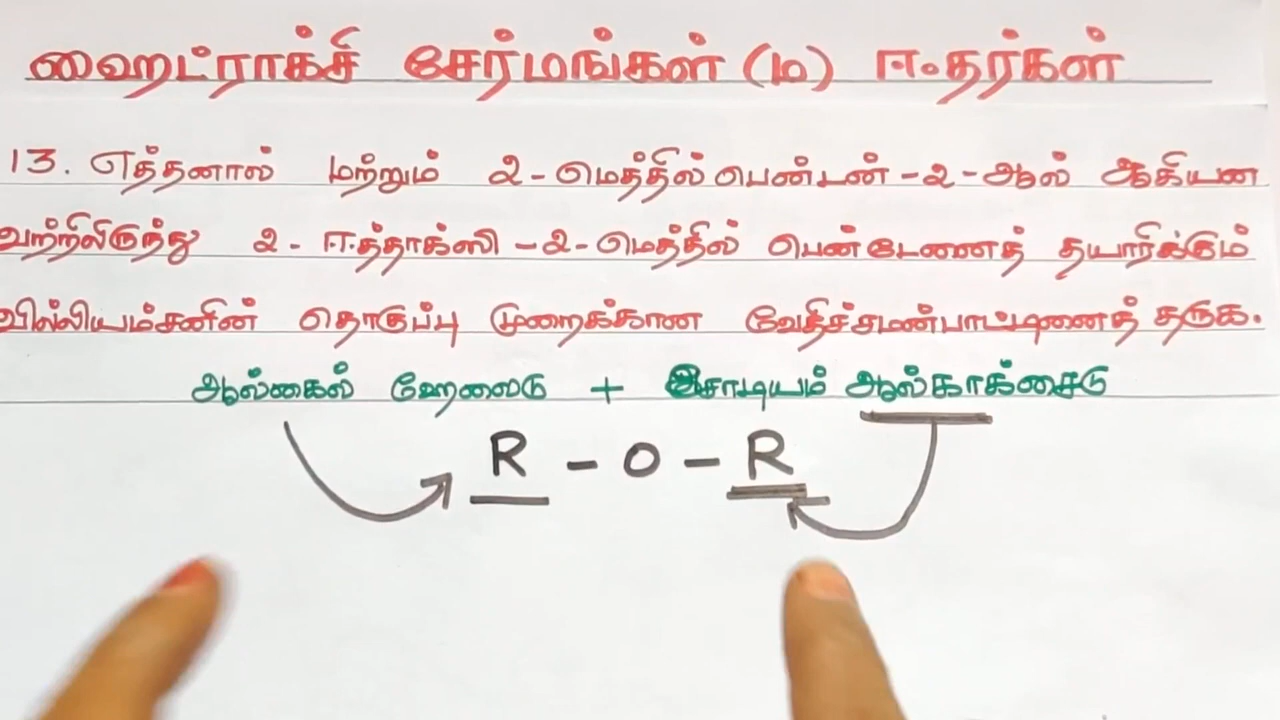 ஹைட்ராக்சி சேர்மங்கள் (ம) ஈ.தர்கள்
13. எத்தனால் மற்றும் 2-மெத்தில்பென்டன்-2-ஆல் ஆகியன
வற்றிலிருந்து 2-ஈத்தாக்ஸி-2-மெத்தில் பென்டேனைத் தயாரிக்கும்
வில்லியம்சனின் தொகுப்பு முறைக்கான வேதிச்சமன்பாட்டினைத் தருக.
ஆல்கைல் ஹேலைடு + சோடியம் ஆல்காக்சைடு
R - O - R